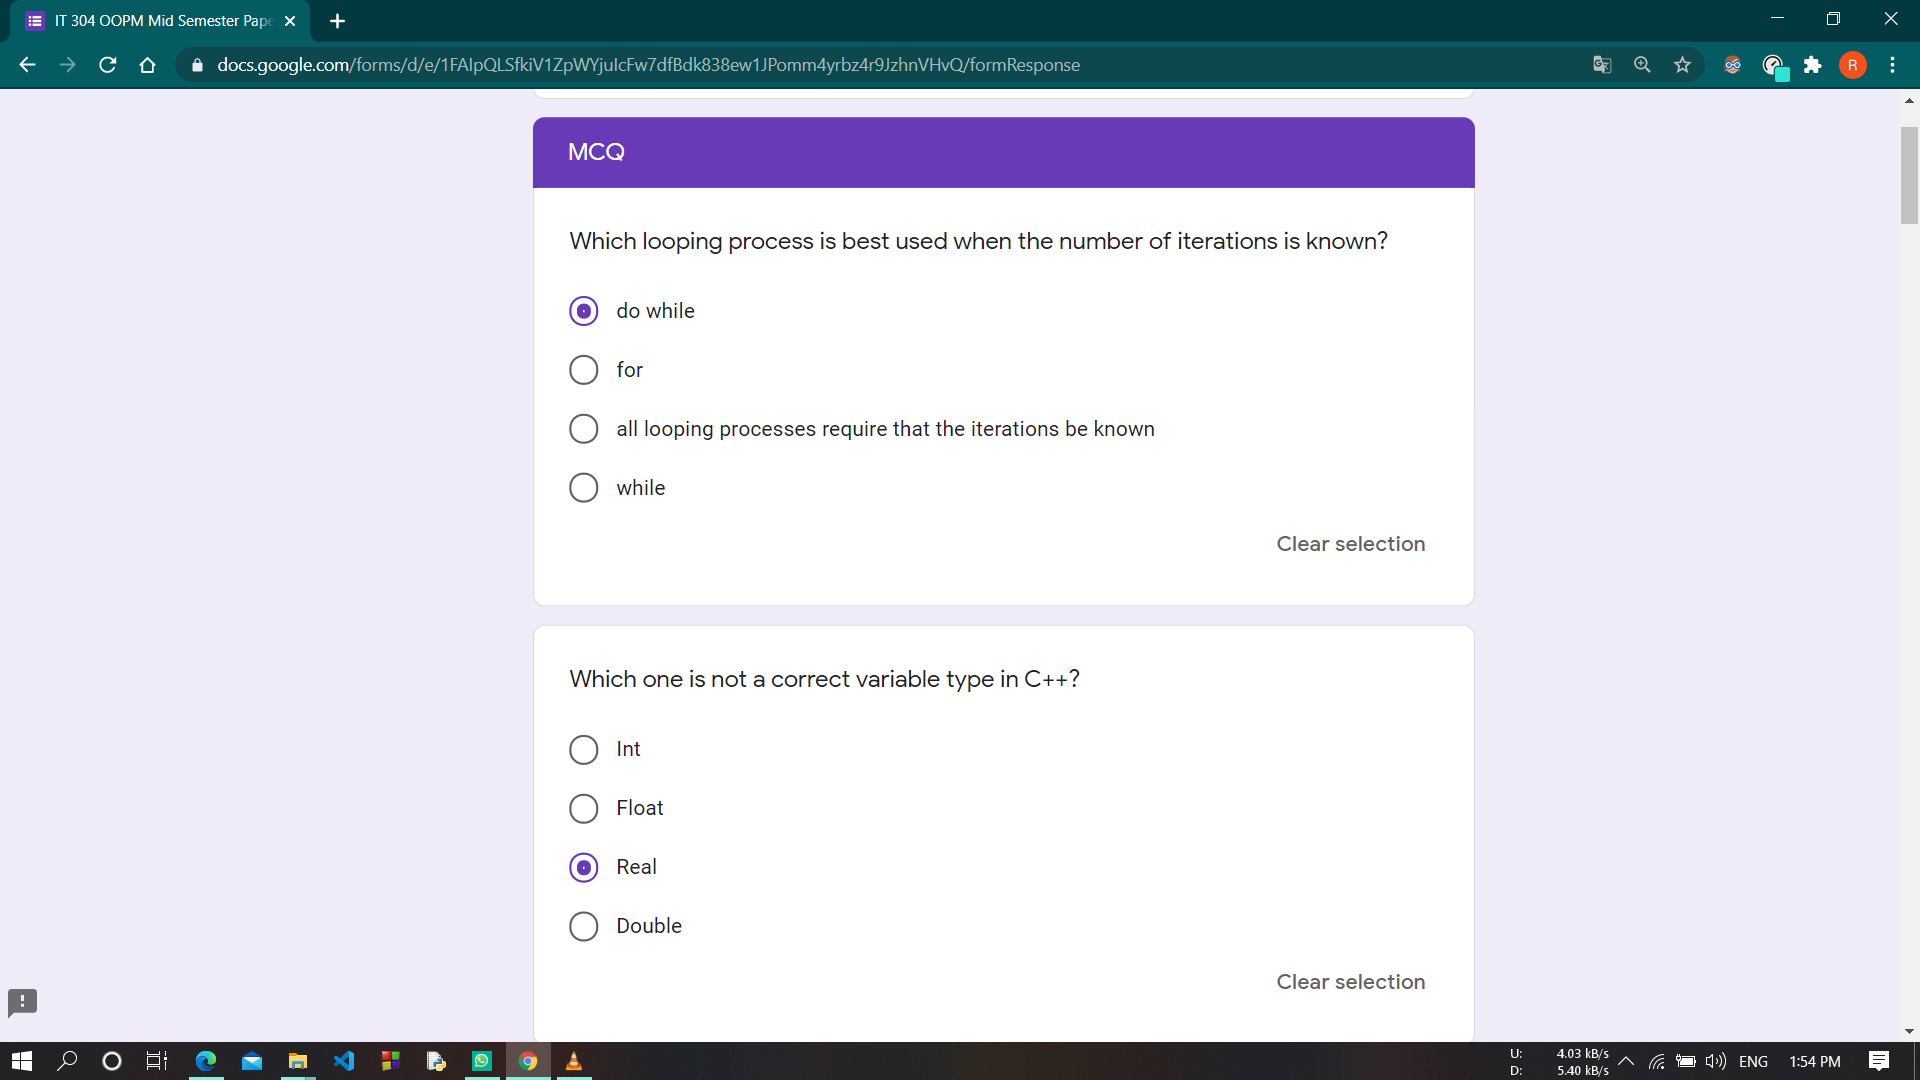 IT 304 OOPM Mid Semester Pape
docs.google.com/forms/d/e/1FAIpQLSfkiV1ZpWYjulcFw7dfBdk838ew1JPomm4yrbz4r9JzhnVHvQ/formResponse
R
MCQ
Which looping process is best used when the number of iterations is known?
do while
for
all looping processes require that the iterations be known
while
Clear selection
Which one is not a correct variable type in C++?
Int
Float
Real
Double
Clear selection
U: 4.03 kB/s
D: 5.40 kB/s
ENG
1:54 PM